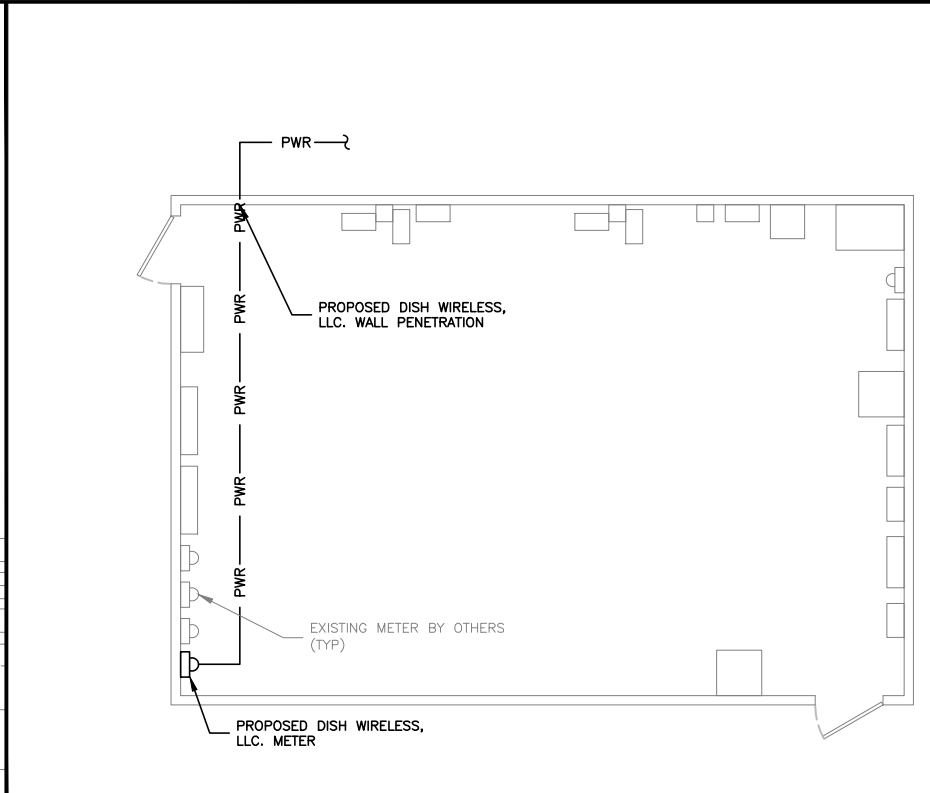 PWR
PWR
PWR
PROPOSED DISH WIRELESS,
LLC. WALL PENETRATION
PWR
PWR
PWR
EXISTING METER BY OTHERS
(TYP)
PROPOSED DISH WIRELESS,
LLC. METER